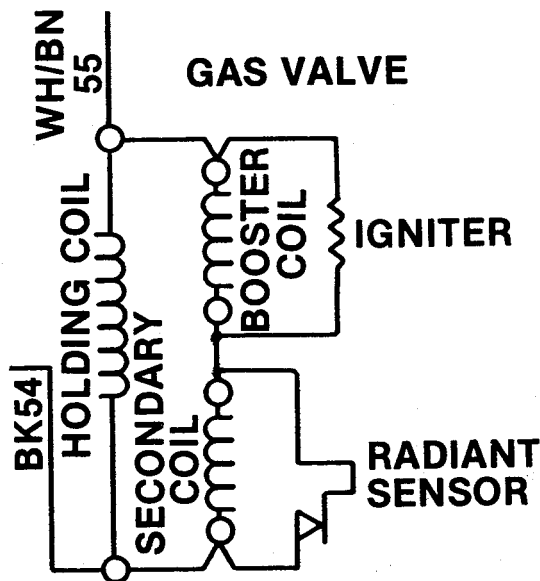 WH/BN
55
GAS VALVE
HOLDING COIL
BOOSTER
COIL
IGNITER
BK54
SECONDARY
COIL
RADIANT
SENSOR